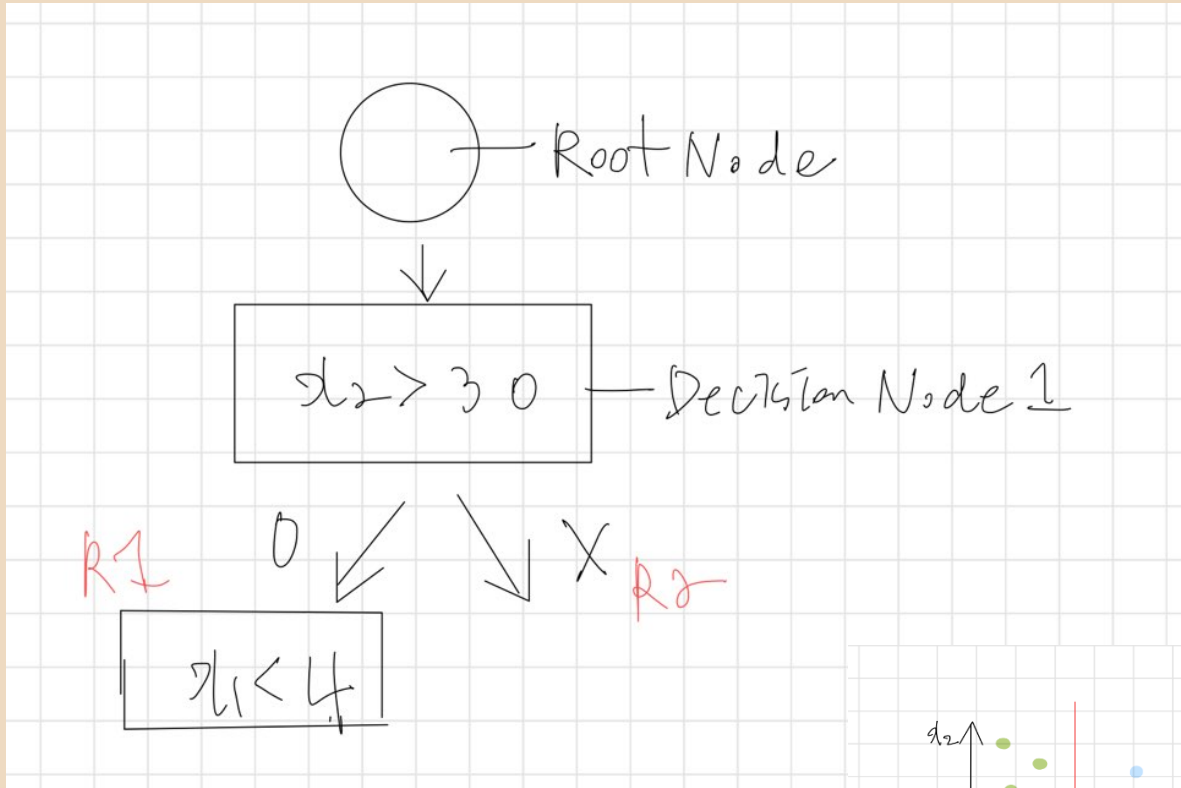 Root Node
x₂ > 30
Decision Node 1
O
X
R1
R2
x₁ < 4
x₂